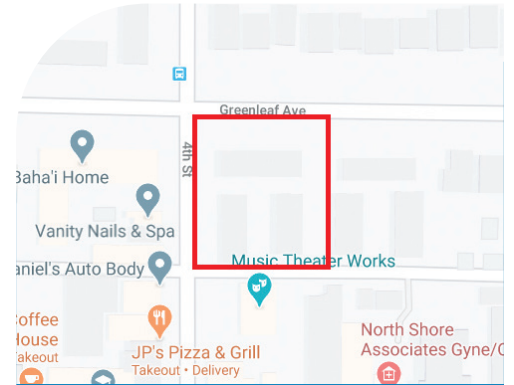 Greenleaf Ave
4th St
Baha'i Home
Vanity Nails & Spa
Music Theater Works
aniel's Auto Body
offee
House
akeout
JP's Pizza & Grill
Takeout • Delivery
North Shore
Associates Gyne/